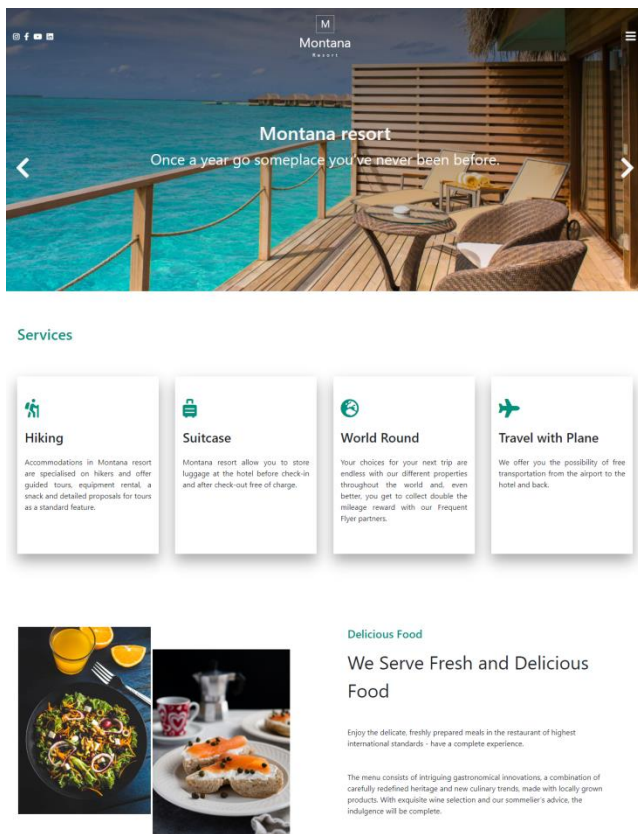 M
Montana
Resort
Montana resort
Once a year go someplace you've never been before.
Services
Hiking
Accommodations in Montana resort
are specialised on hikers and offer
guided tours, equipment rental, a
snack and detailed proposals for tours
as a standard feature.
Suitcase
Montana resort allow you to store
luggage at the hotel before check-in
and after check-out free of charge.
World Round
Your choices for your next trip are
endless with our different properties
throughout the world and, even
better, you get to collect double the
mileage reward with our Frequent
Flyer partners.
Travel with Plane
We offer you the possibility of free
transportation from the airport to the
hotel and back.
Delicious Food
We Serve Fresh and Delicious
Food
Enjoy the delicate, freshly prepared meals in the restaurant of highest
international standards - have a complete experience.
The menu consists of intriguing gastronomical innovations, a combination of
carefully redefined heritage and new culinary trends, made with locally grown
products. With exquisite wine selection and our sommelier's advice, the
indulgence will be complete.